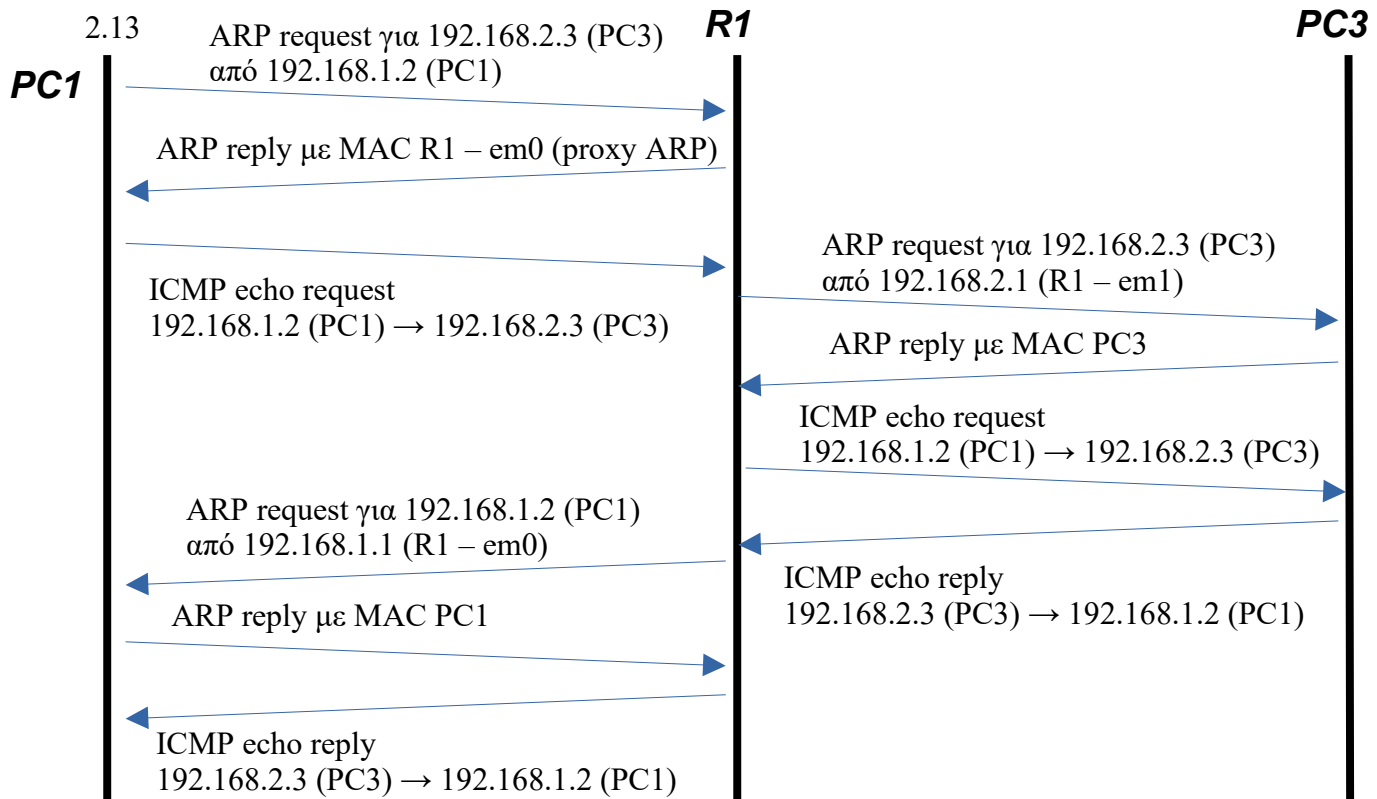 2.13
R1
PC3
PC1
ARP request για 192.168.2.3 (PC3)
από 192.168.1.2 (PC1)
ARP reply με MAC R1 – em0 (proxy ARP)
ICMP echo request
192.168.1.2 (PC1) → 192.168.2.3 (PC3)
ARP request για 192.168.2.3 (PC3)
από 192.168.2.1 (R1 – em1)
ARP reply με MAC PC3
ICMP echo request
192.168.1.2 (PC1) → 192.168.2.3 (PC3)
ARP request για 192.168.1.2 (PC1)
από 192.168.1.1 (R1 – em0)
ICMP echo reply
192.168.2.3 (PC3) → 192.168.1.2 (PC1)
ARP reply με MAC PC1
ICMP echo reply
192.168.2.3 (PC3) → 192.168.1.2 (PC1)